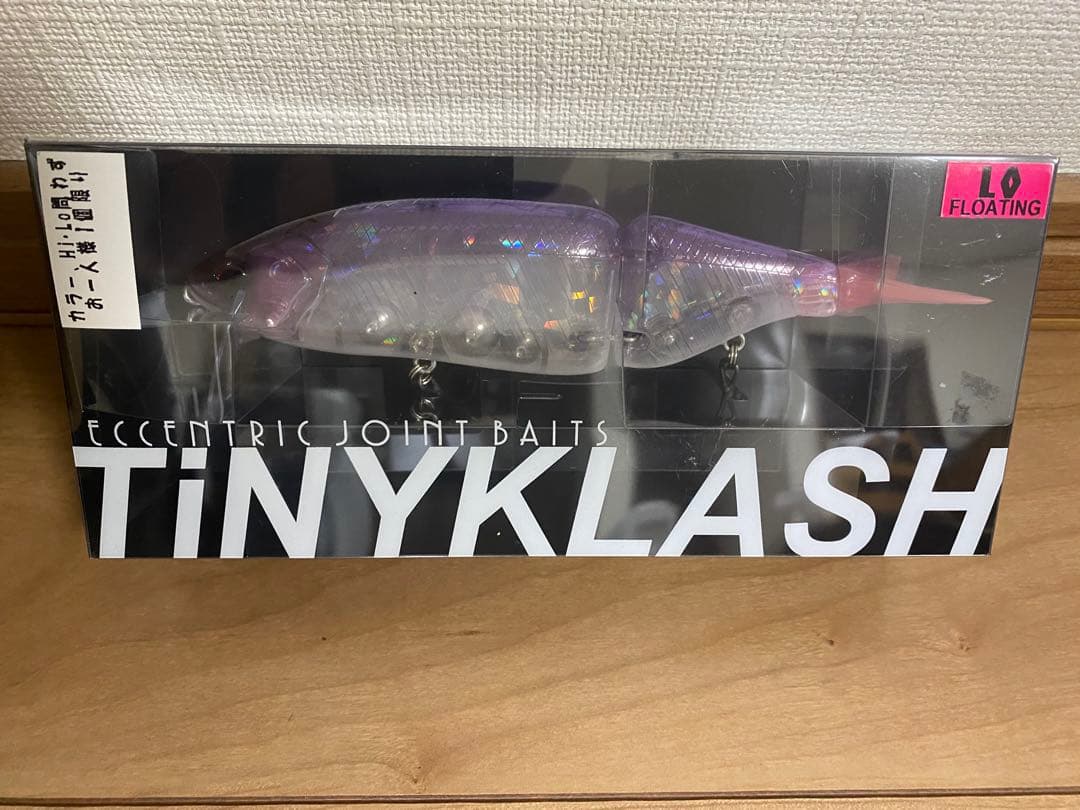 カラー、Hi・Lo問わず
お一人様1個限り
LO
FLOATING
ECCENTRIC JOINT BAITS
TiNYKLASH